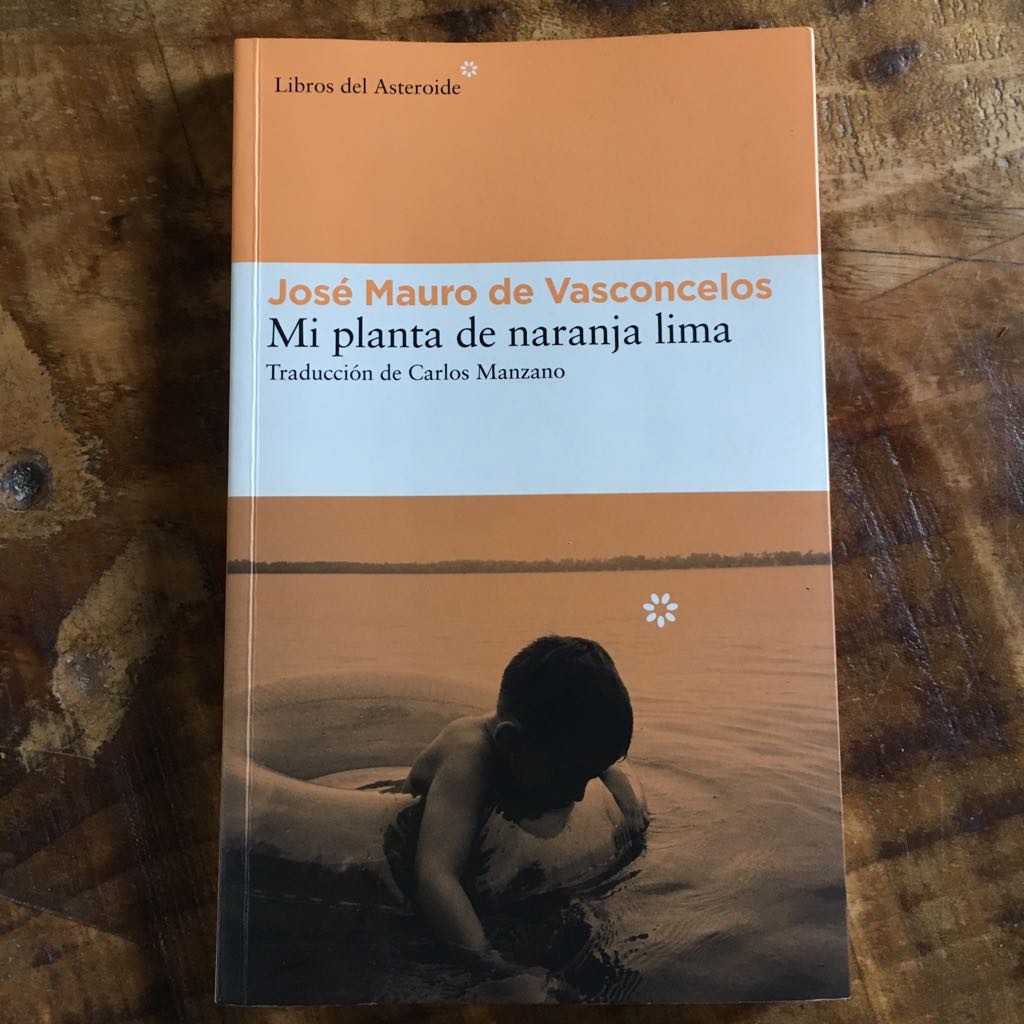 Libros del Asteroide
José Mauro de Vasconcelos
Mi planta de naranja lima
Traducción de Carlos Manzano